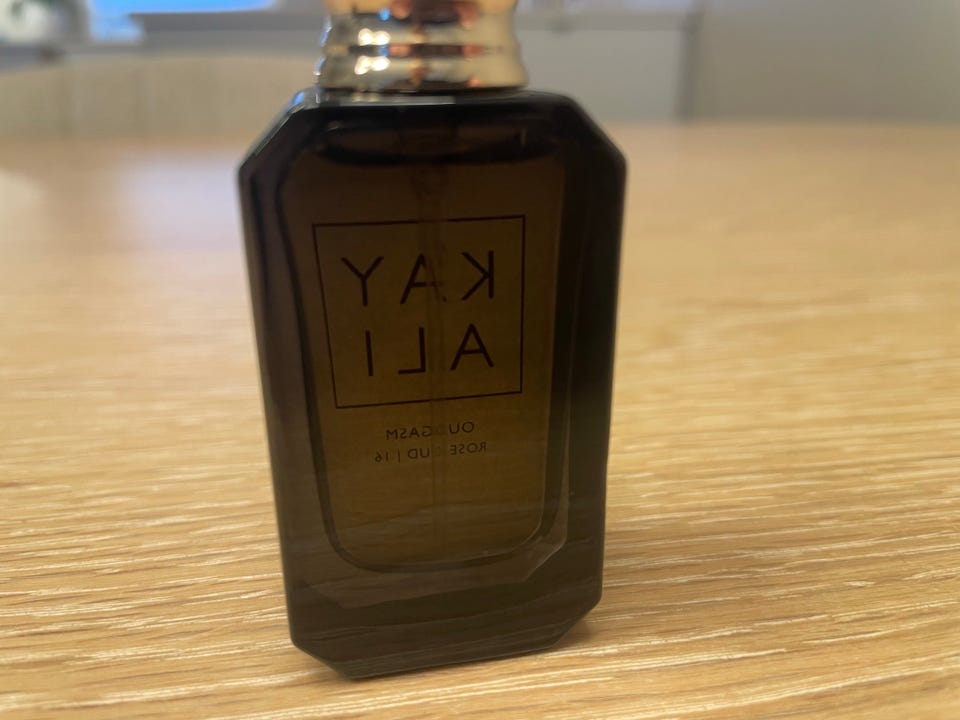 KAY
ALI
OUDGASM
ROSE OUD | 16